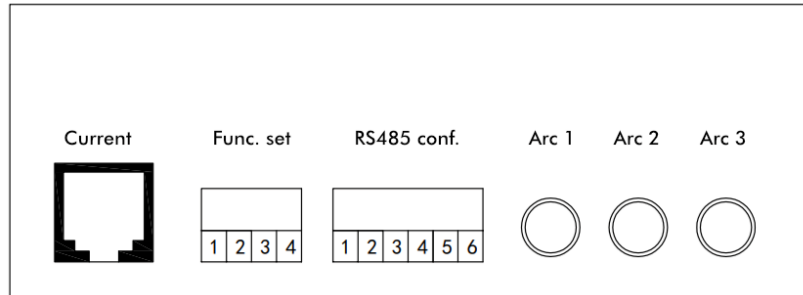 Current Func. set RS485 conf. Arc 1 Arc 2 Arc 3
1 2 3 4 1 2 3 4 5 6